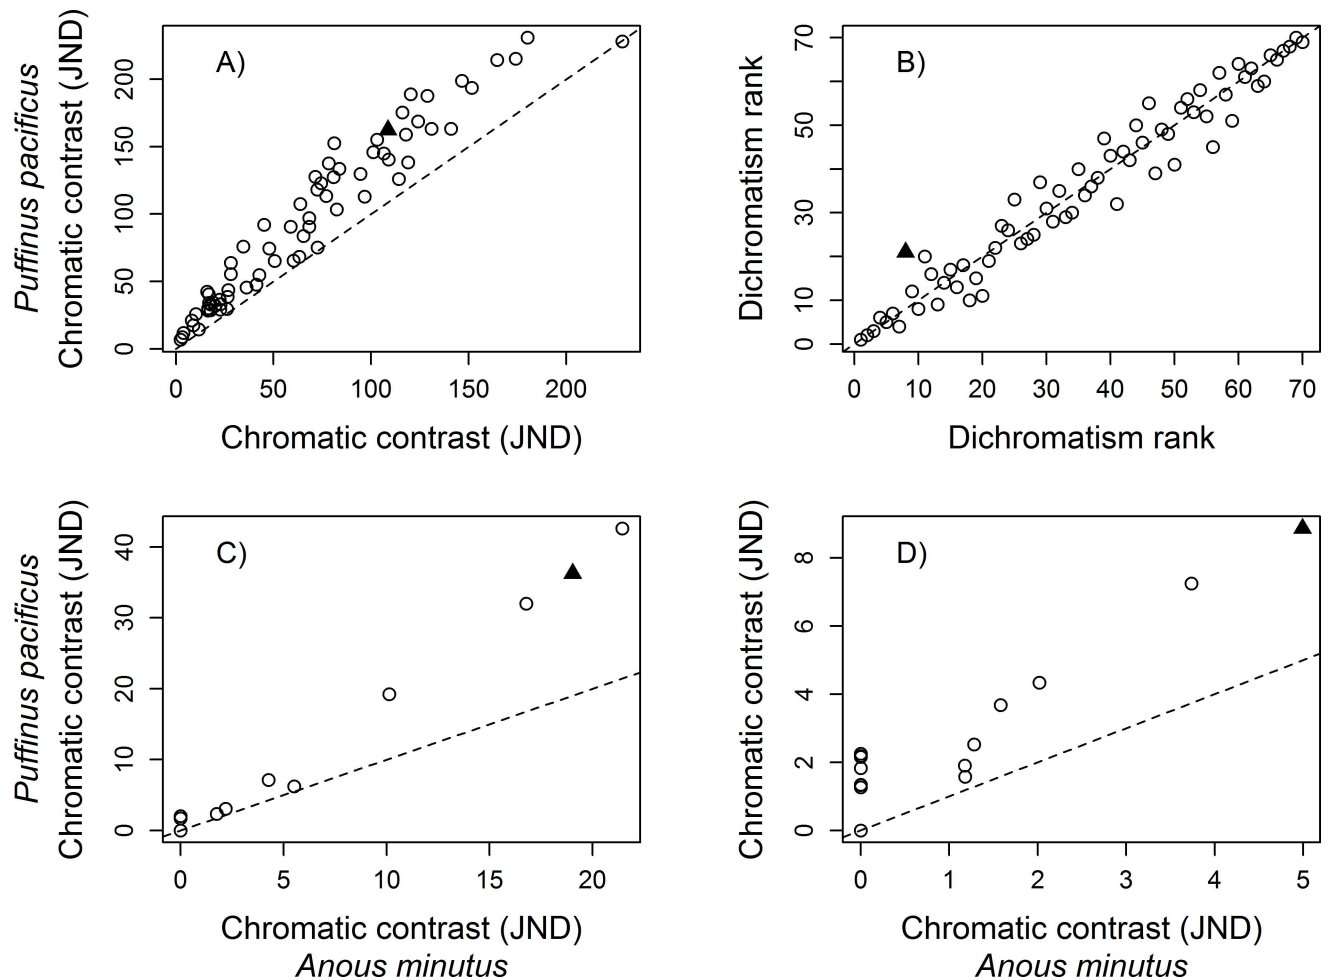 A)
Puffinus pacificus
Chromatic contrast (JND)
0 50 100 150 200
0 50 100 150 200
Chromatic contrast (JND)
B)
Dichromatism rank
0 10 30 50 70
0 10 20 30 40 50 60 70
Dichromatism rank
C)
Puffinus pacificus
Chromatic contrast (JND)
0 10 20 30 40
0 5 10 15 20
Chromatic contrast (JND)
Anous minutus
D)
Chromatic contrast (JND)
0 2 4 6 8
0 1 2 3 4 5
Chromatic contrast (JND)
Anous minutus